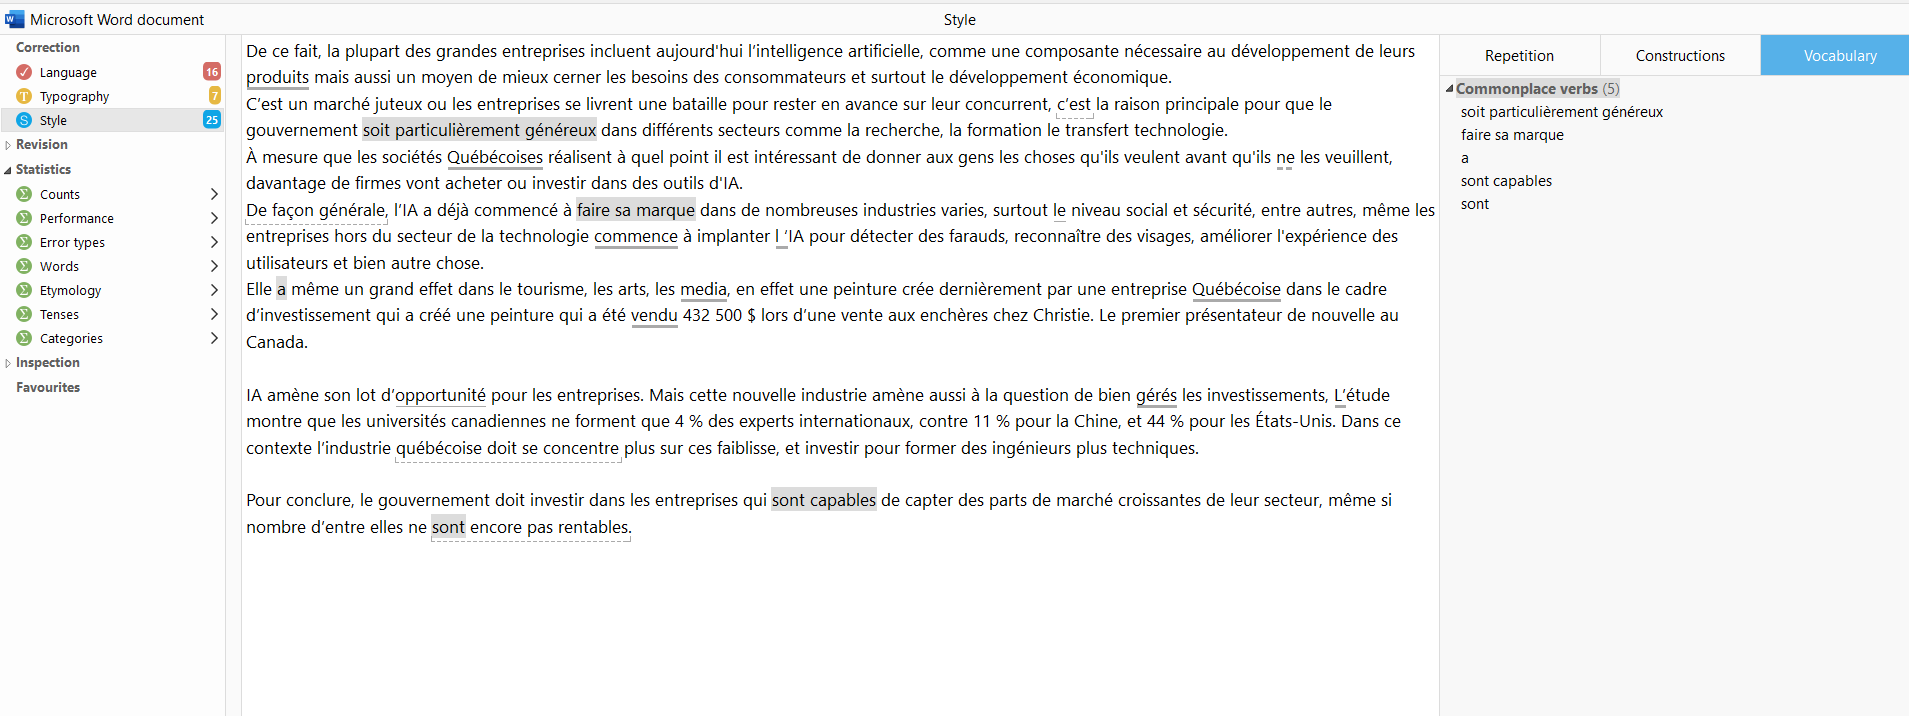 Microsoft Word document
Style
Correction
Language 16
Typography 7
Style 25
Revision
Statistics
Counts
Performance
Error types
Words
Etymology
Tenses
Categories
Inspection
Favourites
De ce fait, la plupart des grandes entreprises incluent aujourd'hui l’intelligence artificielle, comme une composante nécessaire au développement de leurs
produits mais aussi un moyen de mieux cerner les besoins des consommateurs et surtout le développement économique.
C’est un marché juteux ou les entreprises se livrent une bataille pour rester en avance sur leur concurrent, c’est la raison principale pour que le
gouvernement soit particulièrement généreux dans différents secteurs comme la recherche, la formation le transfert technologie.
À mesure que les sociétés Québécoises réalisent à quel point il est intéressant de donner aux gens les choses qu'ils veulent avant qu'ils ne les veuillent,
davantage de firmes vont acheter ou investir dans des outils d'IA.
De façon générale, l’IA a déjà commencé à faire sa marque dans de nombreuses industries varies, surtout le niveau social et sécurité, entre autres, même les
entreprises hors du secteur de la technologie commence à implanter l ‘IA pour détecter des farauds, reconnaître des visages, améliorer l'expérience des
utilisateurs et bien autre chose.
Elle a même un grand effet dans le tourisme, les arts, les media, en effet une peinture crée dernièrement par une entreprise Québécoise dans le cadre
d’investissement qui a créé une peinture qui a été vendu 432 500 $ lors d’une vente aux enchères chez Christie. Le premier présentateur de nouvelle au
Canada.
IA amène son lot d’opportunité pour les entreprises. Mais cette nouvelle industrie amène aussi à la question de bien gérés les investissements, L’étude
montre que les universités canadiennes ne forment que 4 % des experts internationaux, contre 11 % pour la Chine, et 44 % pour les États-Unis. Dans ce
contexte l’industrie québécoise doit se concentre plus sur ces faiblisse, et investir pour former des ingénieurs plus techniques.
Pour conclure, le gouvernement doit investir dans les entreprises qui sont capables de capter des parts de marché croissantes de leur secteur, même si
nombre d’entre elles ne sont encore pas rentables.
Repetition
Constructions
Vocabulary
Commonplace verbs (5)
soit particulièrement généreux
faire sa marque
a
sont capables
sont